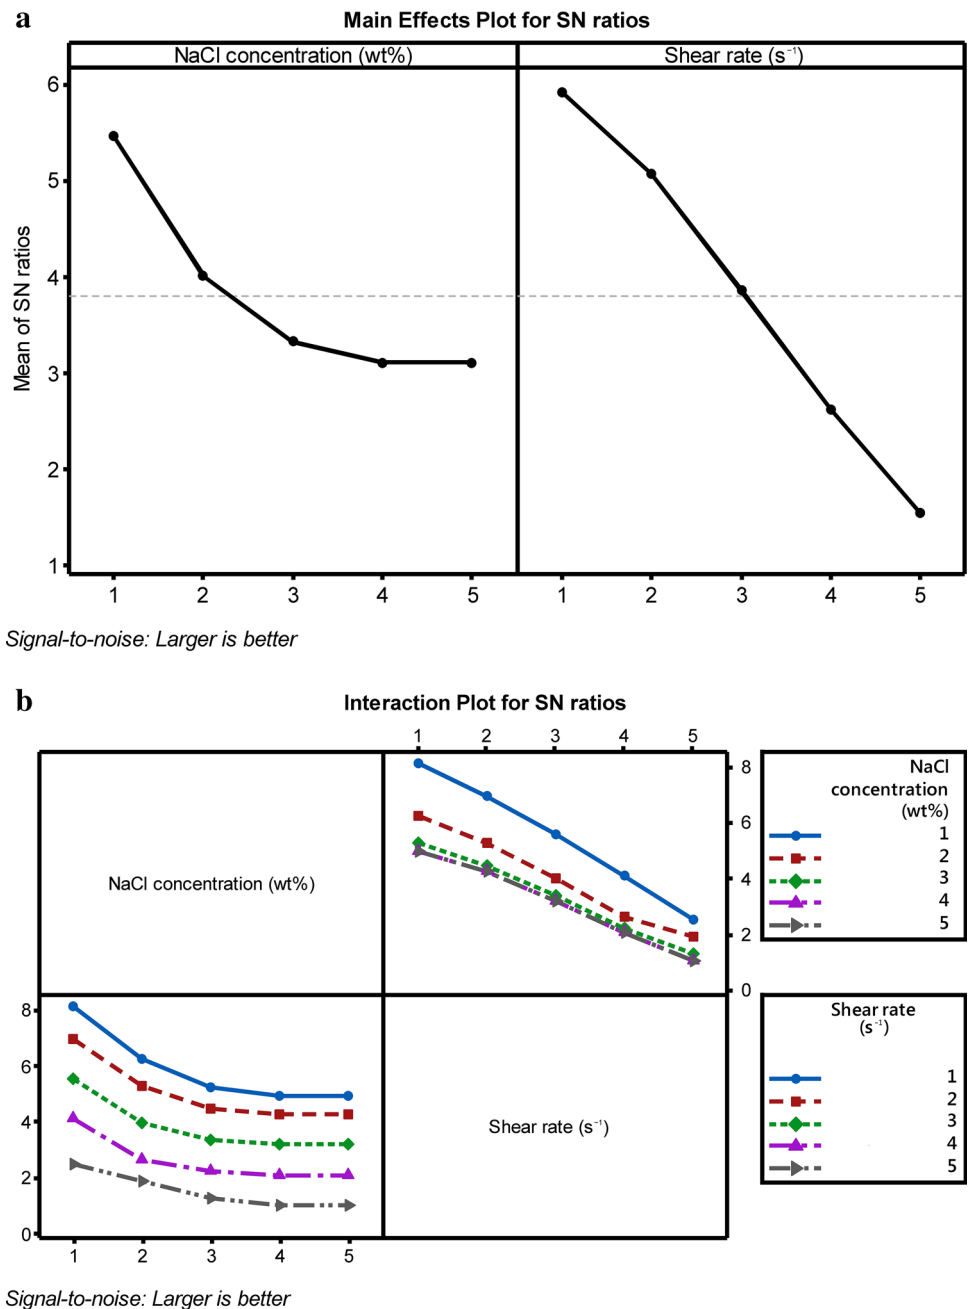 a
Main Effects Plot for SN ratios
NaCl concentration (wt%)
Shear rate (s⁻¹)
Mean of SN ratios
6
5
4
3
2
1
1 2 3 4 5
1 2 3 4 5
Signal-to-noise: Larger is better
b
Interaction Plot for SN ratios
1 2 3 4 5
NaCl concentration (wt%)
8
6
4
2
0
NaCl
concentration
(wt%)
1
2
3
4
5
8
6
4
2
0
Shear rate (s⁻¹)
Shear rate
(s⁻¹)
1
2
3
4
5
1 2 3 4 5
Signal-to-noise: Larger is better